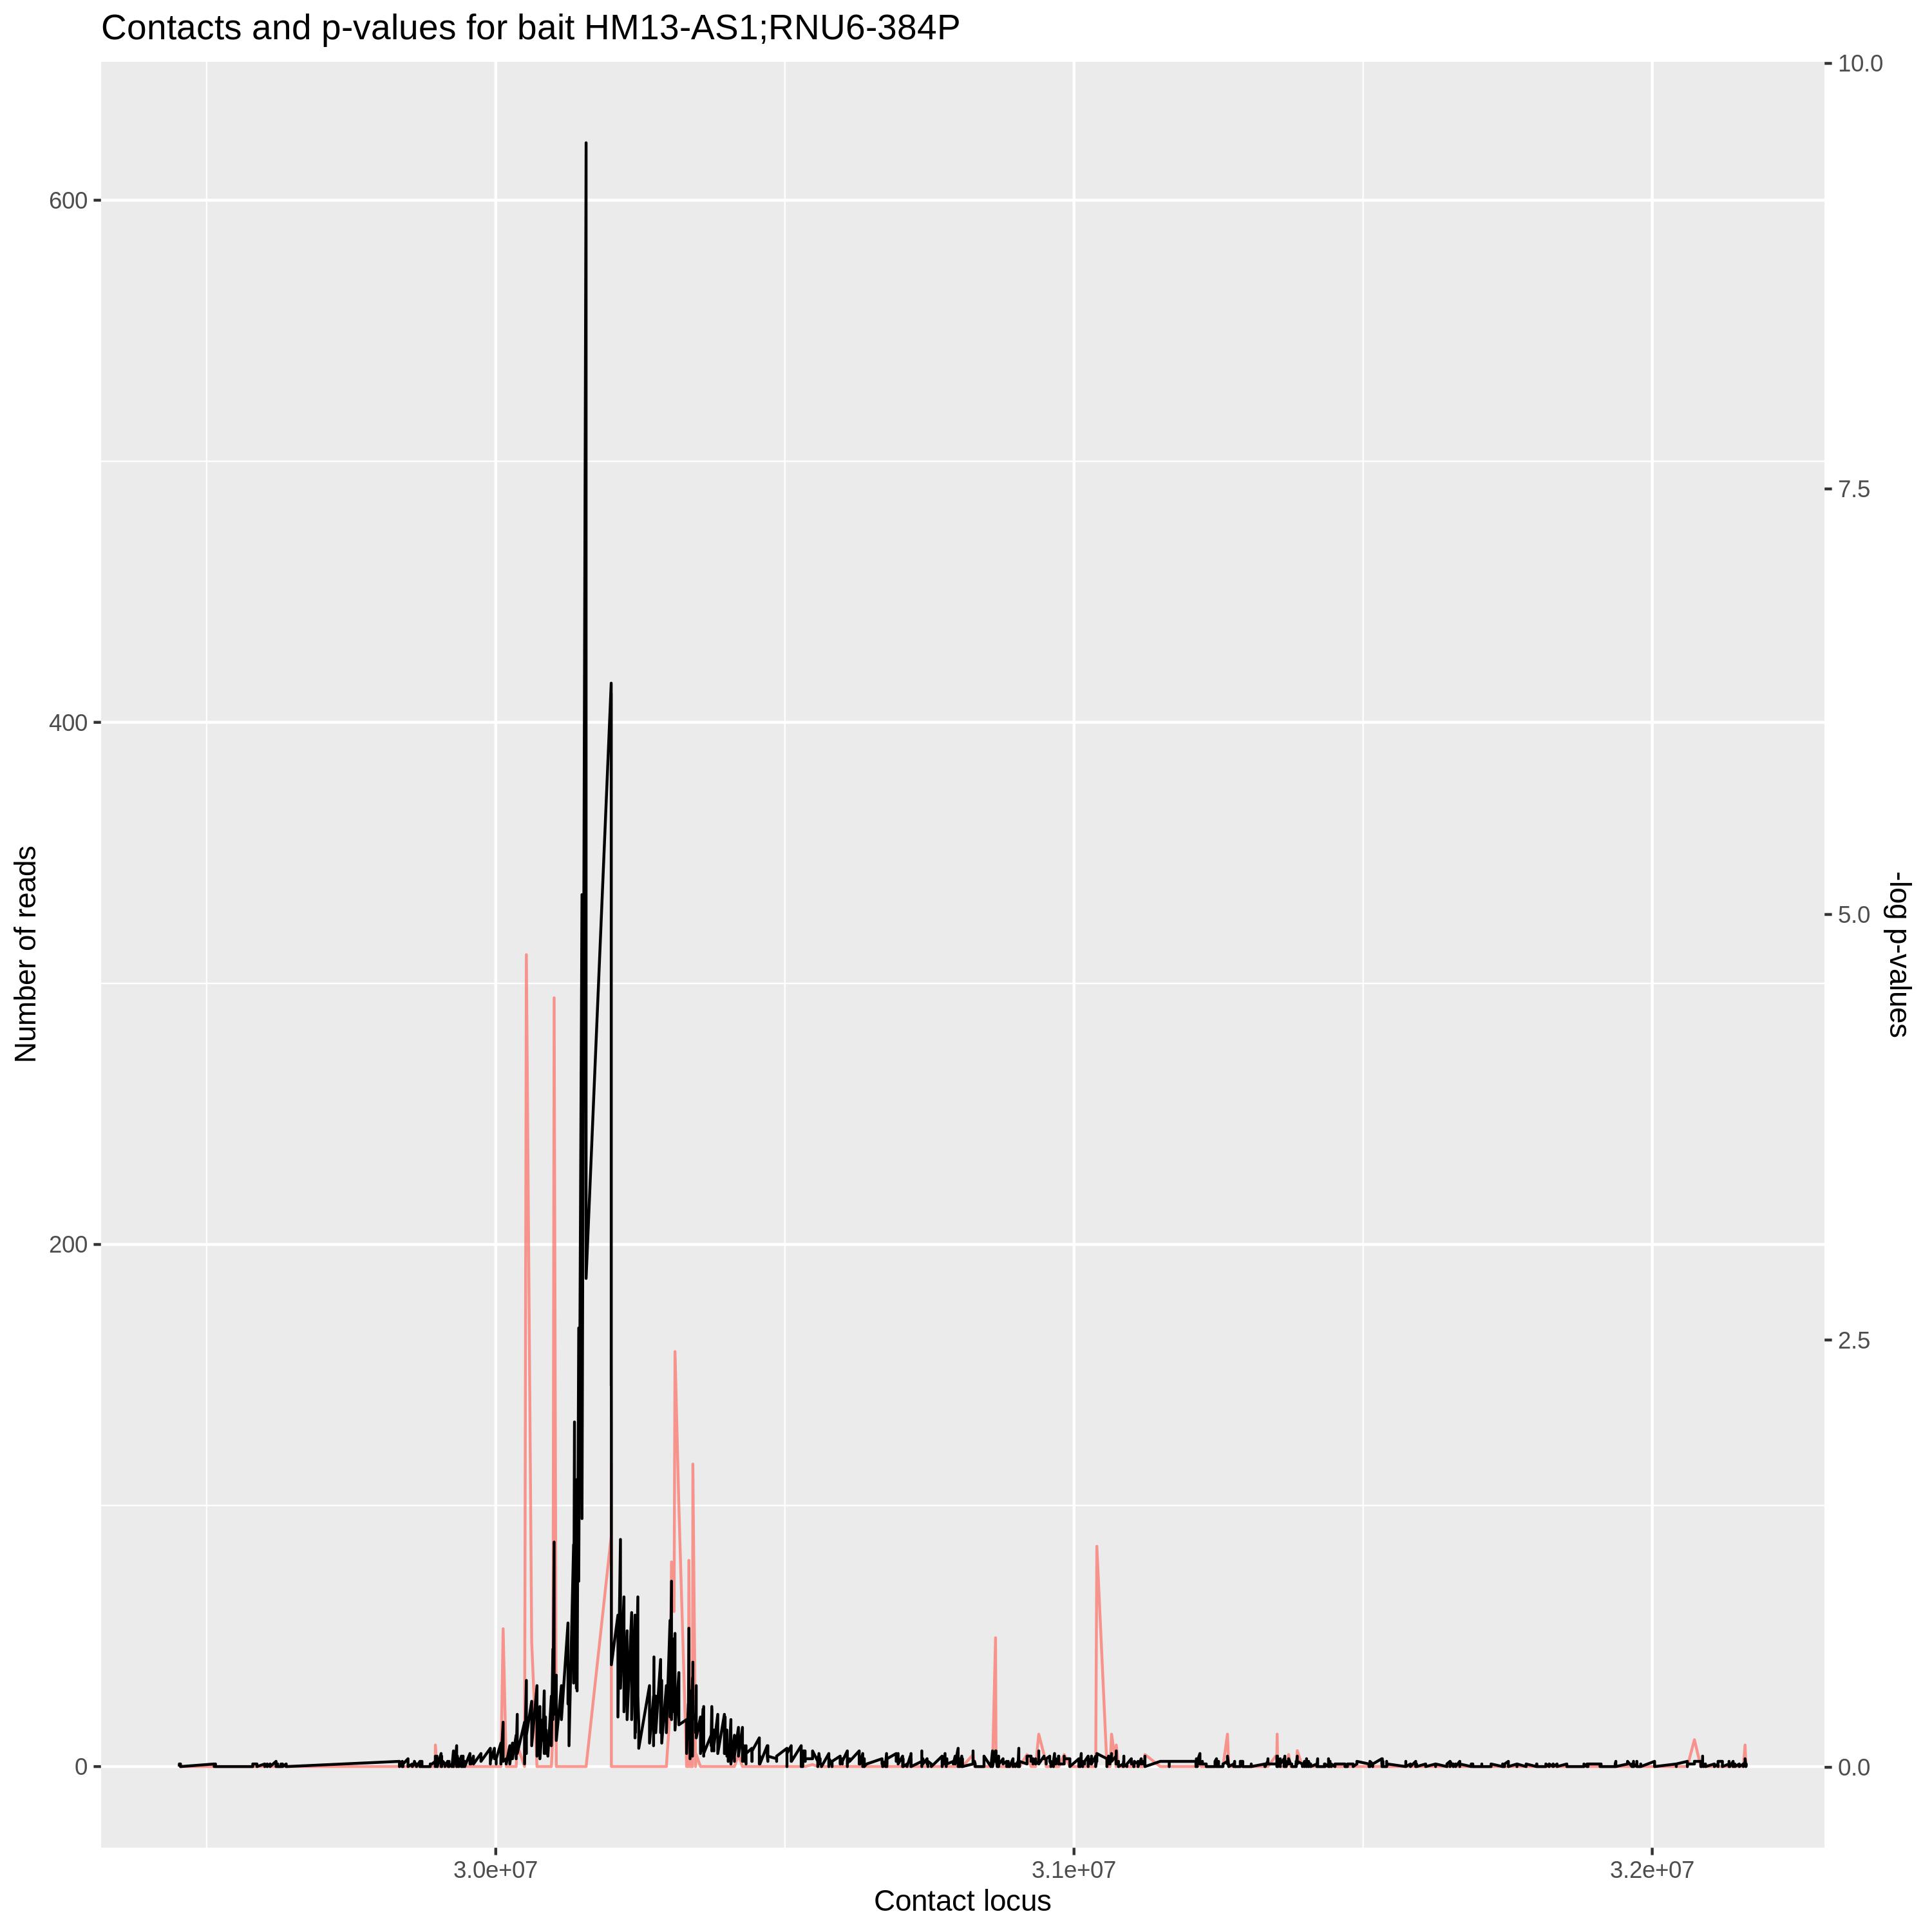 Contacts and p-values for bait HM13-AS1;RNU6-384P
10.0
600
7.5
400
5.0
Number of reads
-log p-values
200
2.5
0
0.0
3.0e+07
3.1e+07
3.2e+07
Contact locus